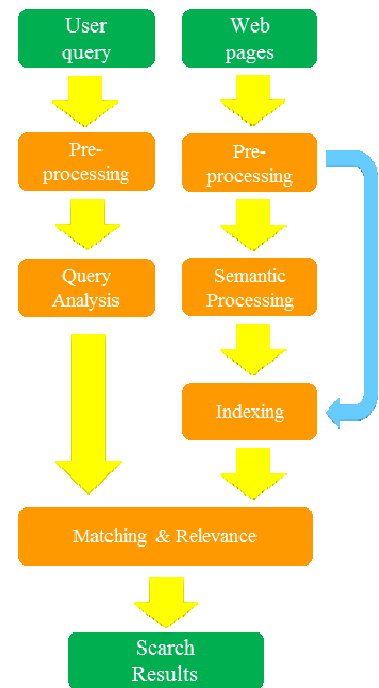 User
query
Web
pages
Pre-
processing
Pre-
processing
Query
Analysis
Semantic
Processing
Indexing
Matching & Relevance
Search
Results